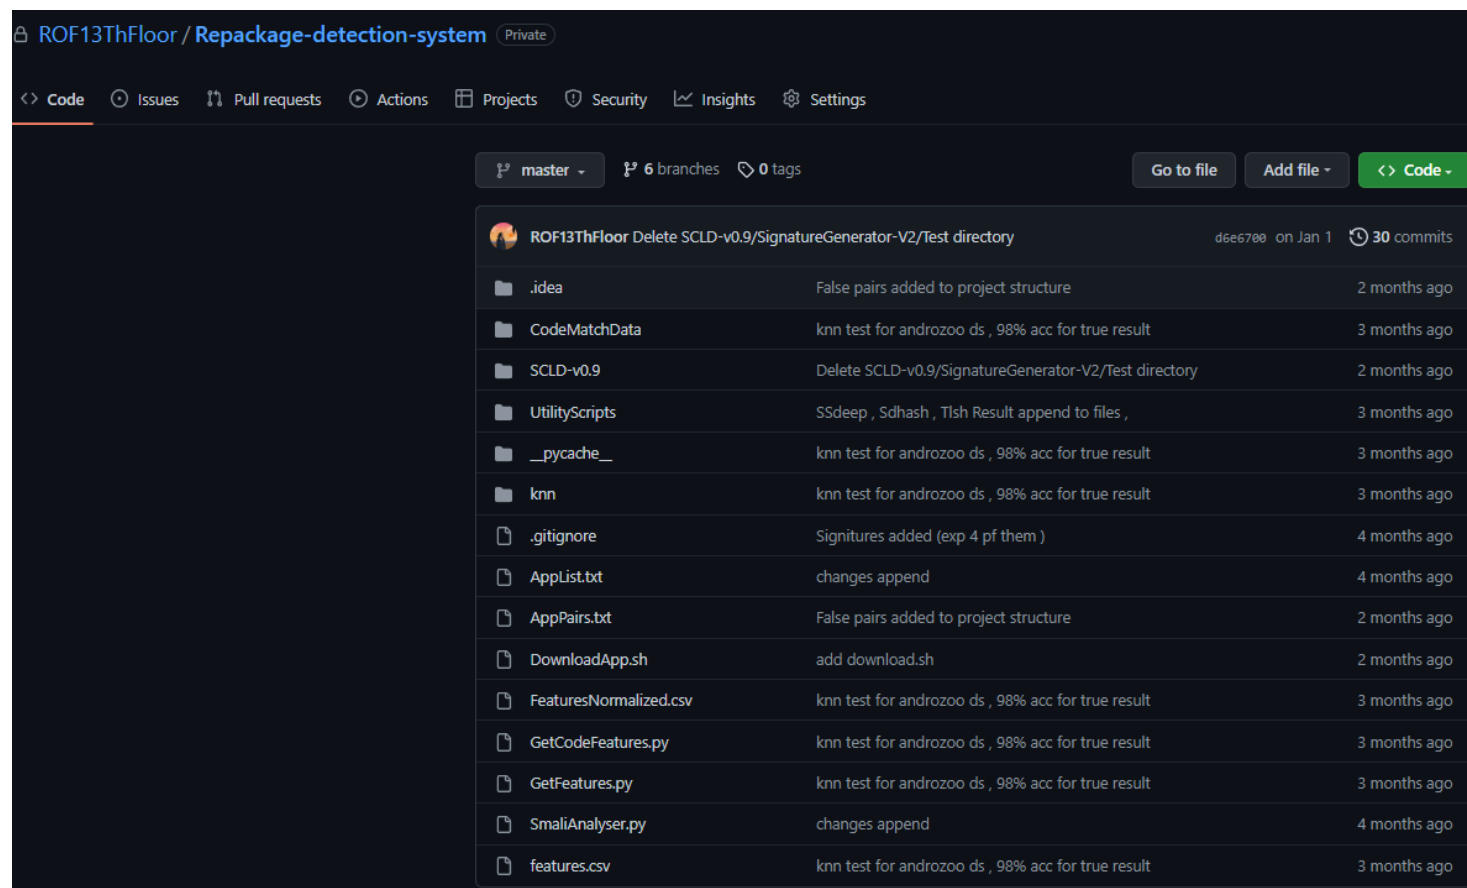 ROF13ThFloor / Repackage-detection-system Private
Code Issues Pull requests Actions Projects Security Insights Settings
master 6 branches 0 tags Go to file Add file Code
ROF13ThFloor Delete SCLD-v0.9/SignatureGenerator-V2/Test directory d6e6700 on Jan 1 30 commits
.idea False pairs added to project structure 2 months ago
CodeMatchData knn test for androzoo ds , 98% acc for true result 3 months ago
SCLD-v0.9 Delete SCLD-v0.9/SignatureGenerator-V2/Test directory 2 months ago
UtilityScripts SSdeep , Sdhash , Tlsh Result append to files , 3 months ago
__pycache__ knn test for androzoo ds , 98% acc for true result 3 months ago
knn knn test for androzoo ds , 98% acc for true result 3 months ago
.gitignore Signitures added (exp 4 pf them ) 4 months ago
AppList.txt changes append 4 months ago
AppPairs.txt False pairs added to project structure 2 months ago
DownloadApp.sh add download.sh 2 months ago
FeaturesNormalized.csv knn test for androzoo ds , 98% acc for true result 3 months ago
GetCodeFeatures.py knn test for androzoo ds , 98% acc for true result 3 months ago
GetFeatures.py knn test for androzoo ds , 98% acc for true result 3 months ago
SmaliAnalyser.py changes append 4 months ago
features.csv knn test for androzoo ds , 98% acc for true result 3 months ago